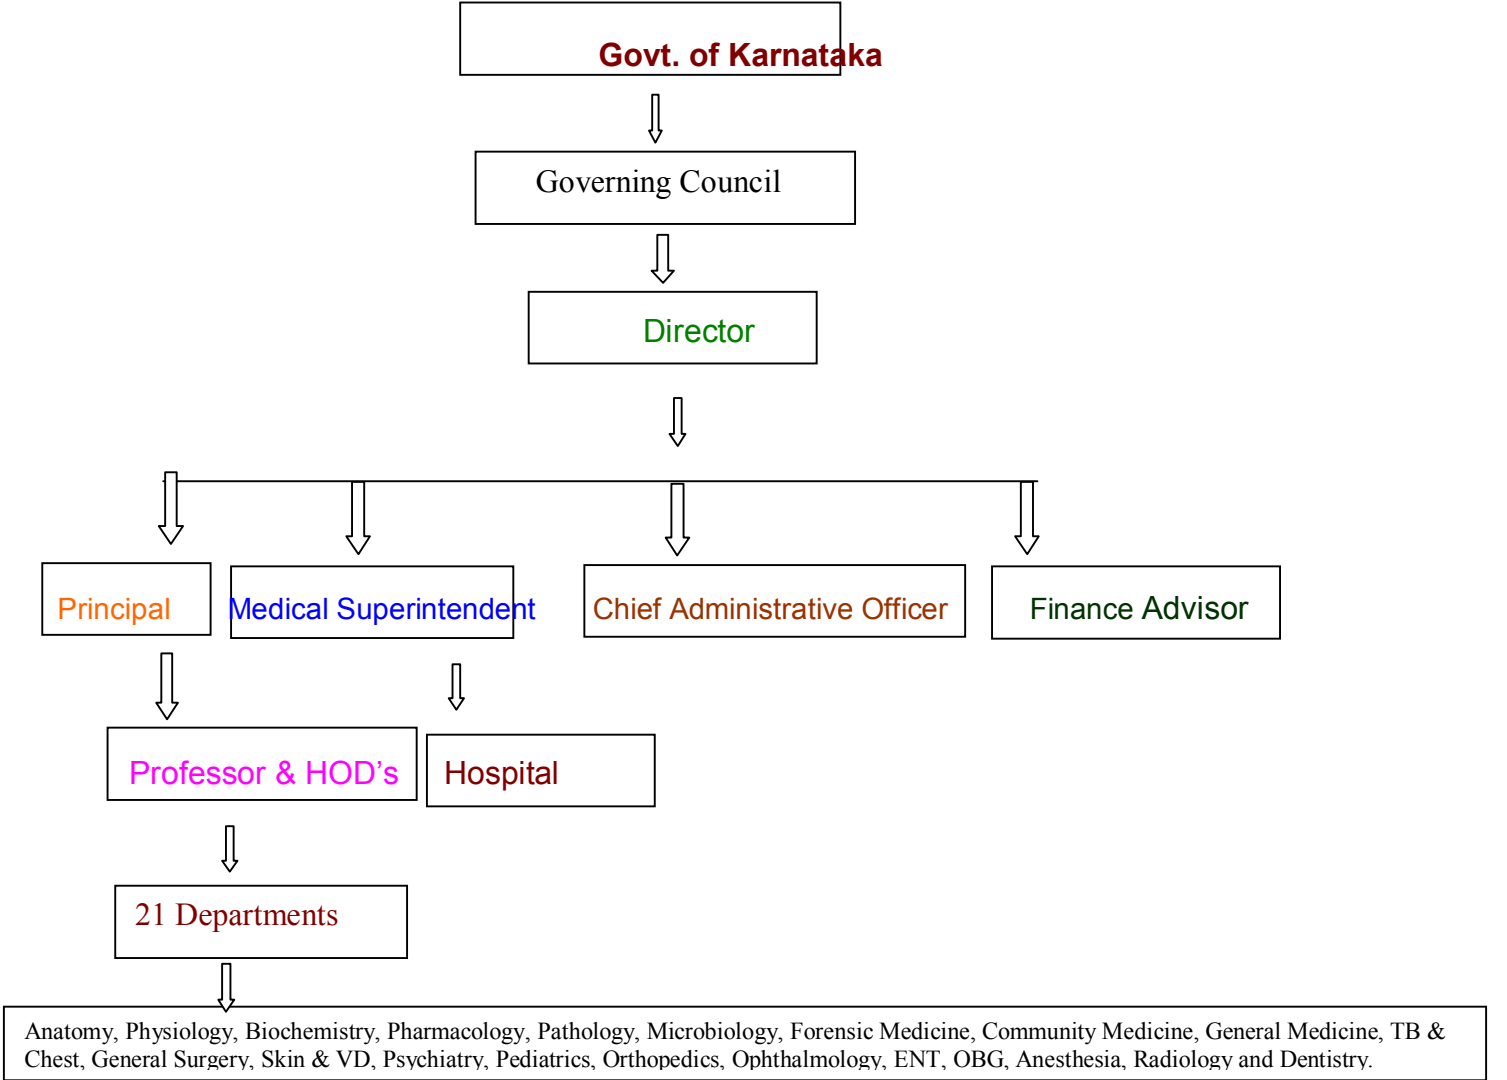 Govt. of Karnataka
Governing Council
Director
Principal
Medical Superintendent
Chief Administrative Officer
Finance Advisor
Professor & HOD’s
Hospital
21 Departments
Anatomy, Physiology, Biochemistry, Pharmacology, Pathology, Microbiology, Forensic Medicine, Community Medicine, General Medicine, TB &
Chest, General Surgery, Skin & VD, Psychiatry, Pediatrics, Orthopedics, Ophthalmology, ENT, OBG, Anesthesia, Radiology and Dentistry.